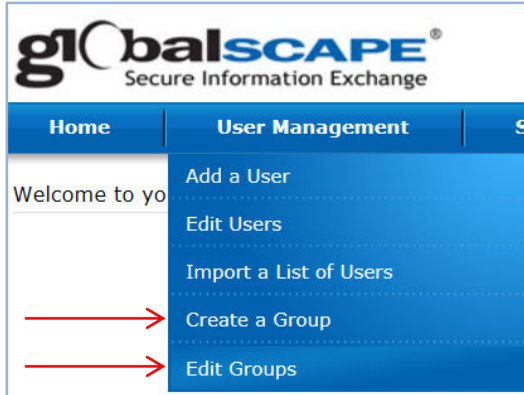 globalSCAPE®
Secure Information Exchange
Home User Management S
Welcome to yo
Add a User
Edit Users
Import a List of Users
Create a Group
Edit Groups